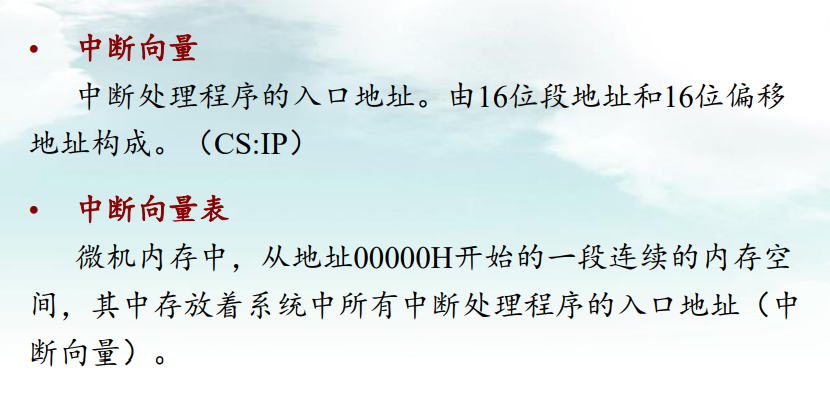 • 中断向量
中断处理程序的入口地址。由16位段地址和16位偏移
地址构成。（CS:IP）
• 中断向量表
微机内存中，从地址00000H开始的一段连续的内存空
间，其中存放着系统中所有中断处理程序的入口地址（中
断向量）。